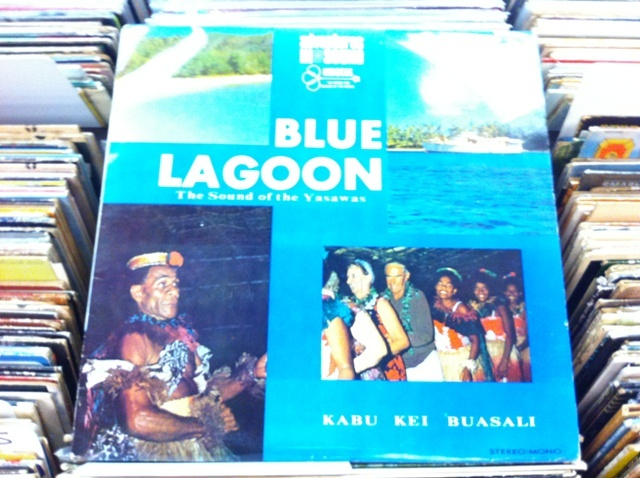 BLUE
LAGOON
The Sound of the Yasawas
KABU KEI BUASALI
STEREO-MONO